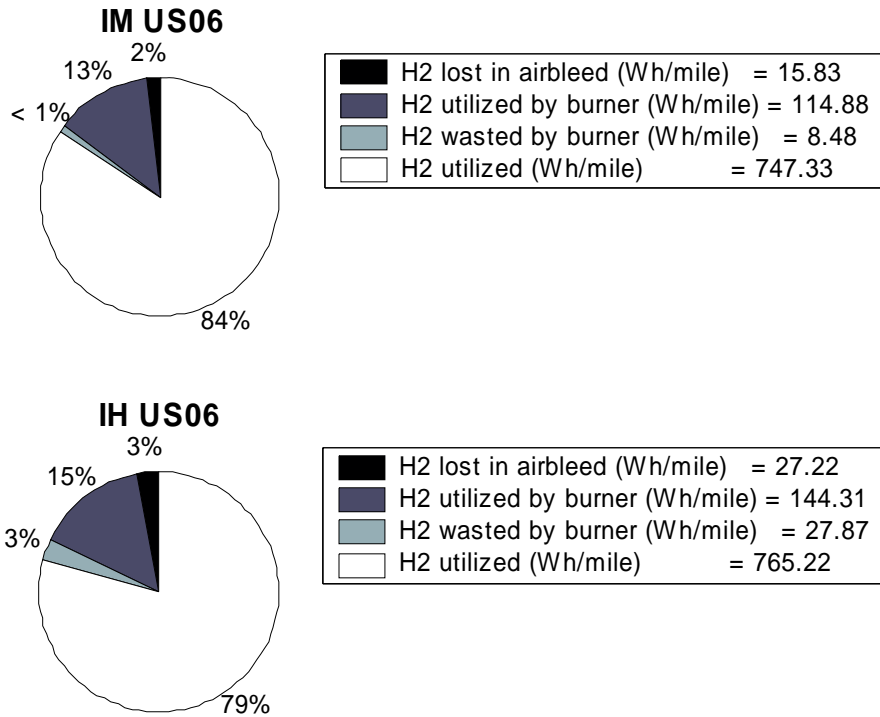 IM US06
2%
13%
< 1%
84%
H2 lost in airbleed (Wh/mile) = 15.83
H2 utilized by burner (Wh/mile) = 114.88
H2 wasted by burner (Wh/mile) = 8.48
H2 utilized (Wh/mile) = 747.33
IH US06
3%
15%
3%
79%
H2 lost in airbleed (Wh/mile) = 27.22
H2 utilized by burner (Wh/mile) = 144.31
H2 wasted by burner (Wh/mile) = 27.87
H2 utilized (Wh/mile) = 765.22